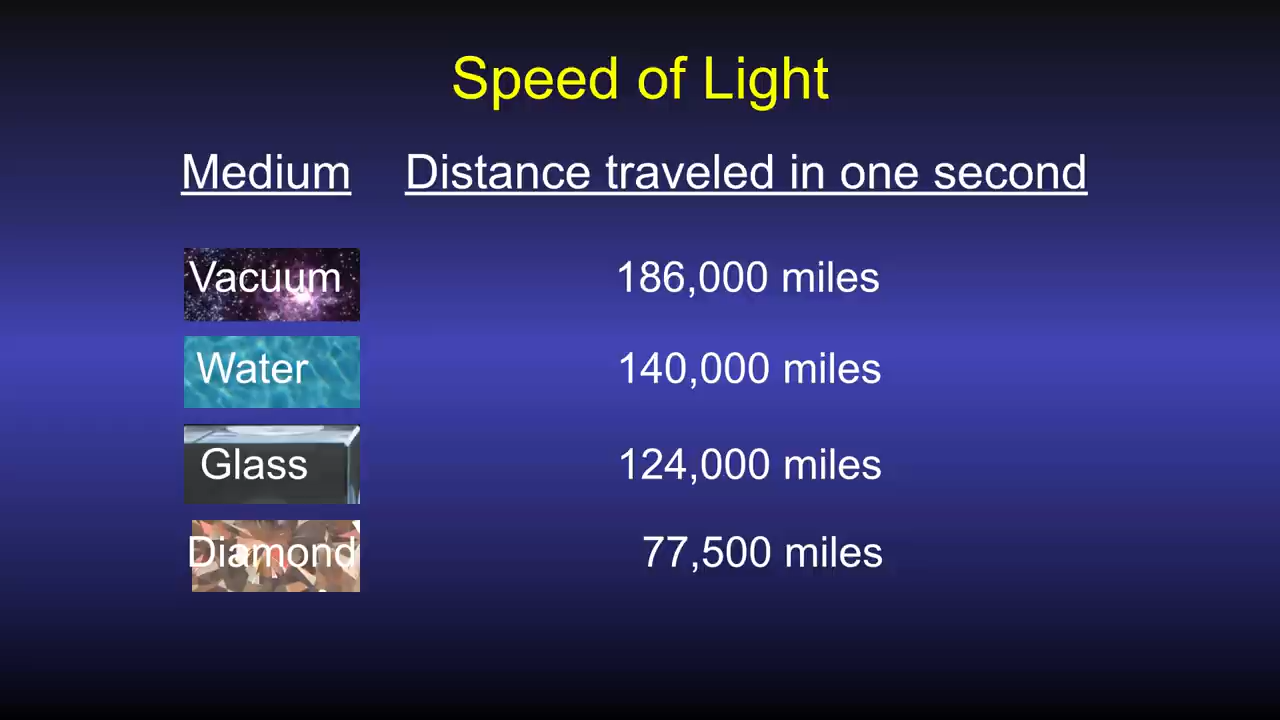 Speed of Light
Medium Distance traveled in one second
Vacuum 186,000 miles
Water 140,000 miles
Glass 124,000 miles
Diamond 77,500 miles